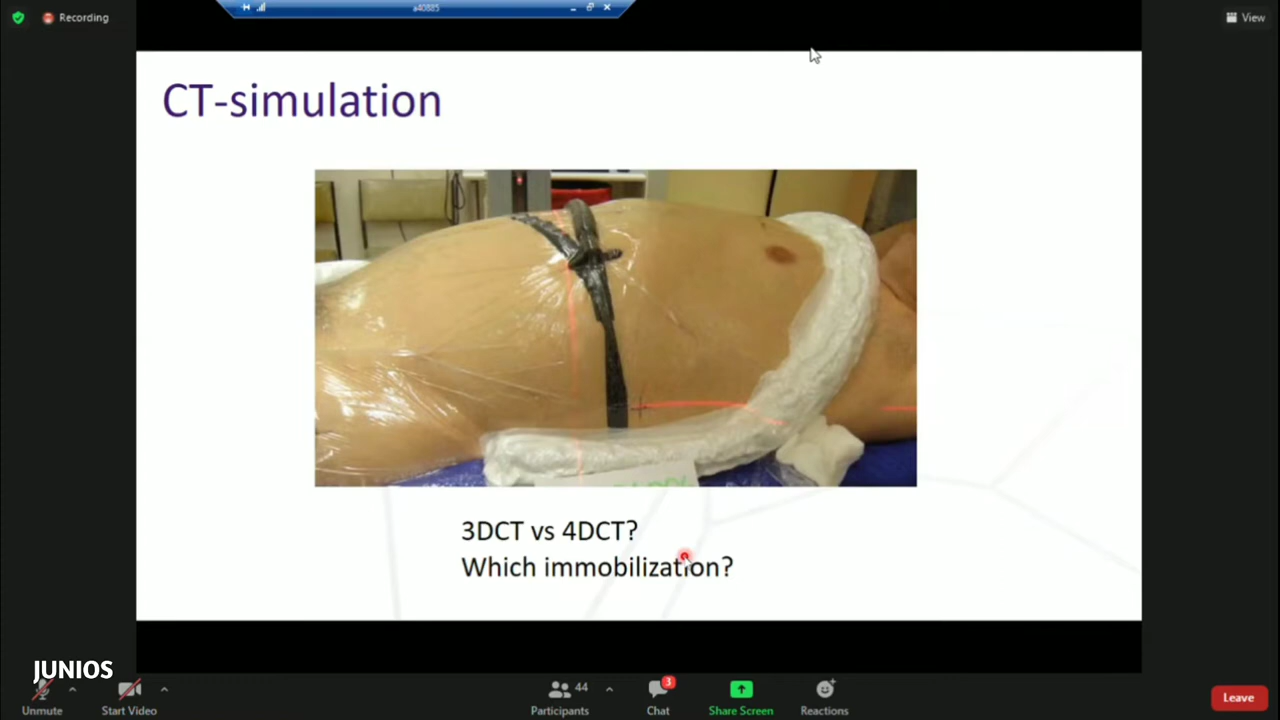 Recording
a40885
View
CT-simulation
3DCT vs 4DCT?
Which immobilization?
JUNIOS
Unmute
Start Video
44
Participants
3
Chat
Share Screen
Reactions
Leave